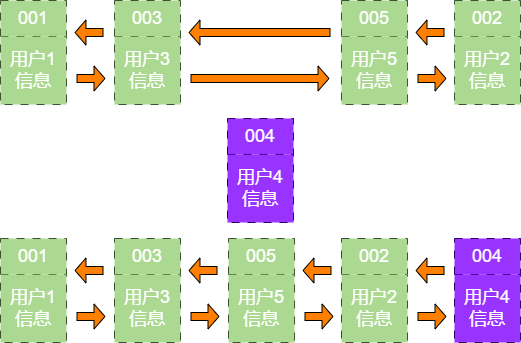 001 003 005 002
用户1 用户3 用户5 用户2
信息 信息 信息 信息
004
用户4
信息
001 003 005 002 004
用户1 用户3 用户5 用户2 用户4
信息 信息 信息 信息 信息